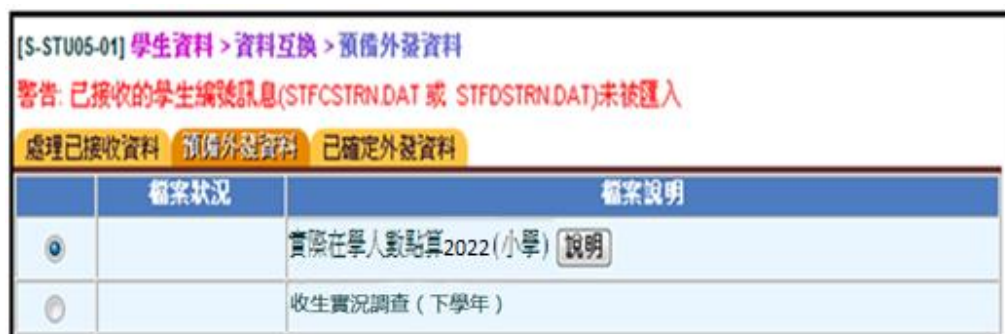 [S-STU05-01] 學生資料 > 資料互換 > 預備外發資料
警告: 已接收的學生編號訊息(STFCSTRN.DAT 或 STFDSTRN.DAT)未被匯入
處理已接收資料 預備外發資料 已確定外發資料
檔案狀況 檔案說明
實際在學人數點算2022(小學) 說明
收生實況調查 ( 下學年 )